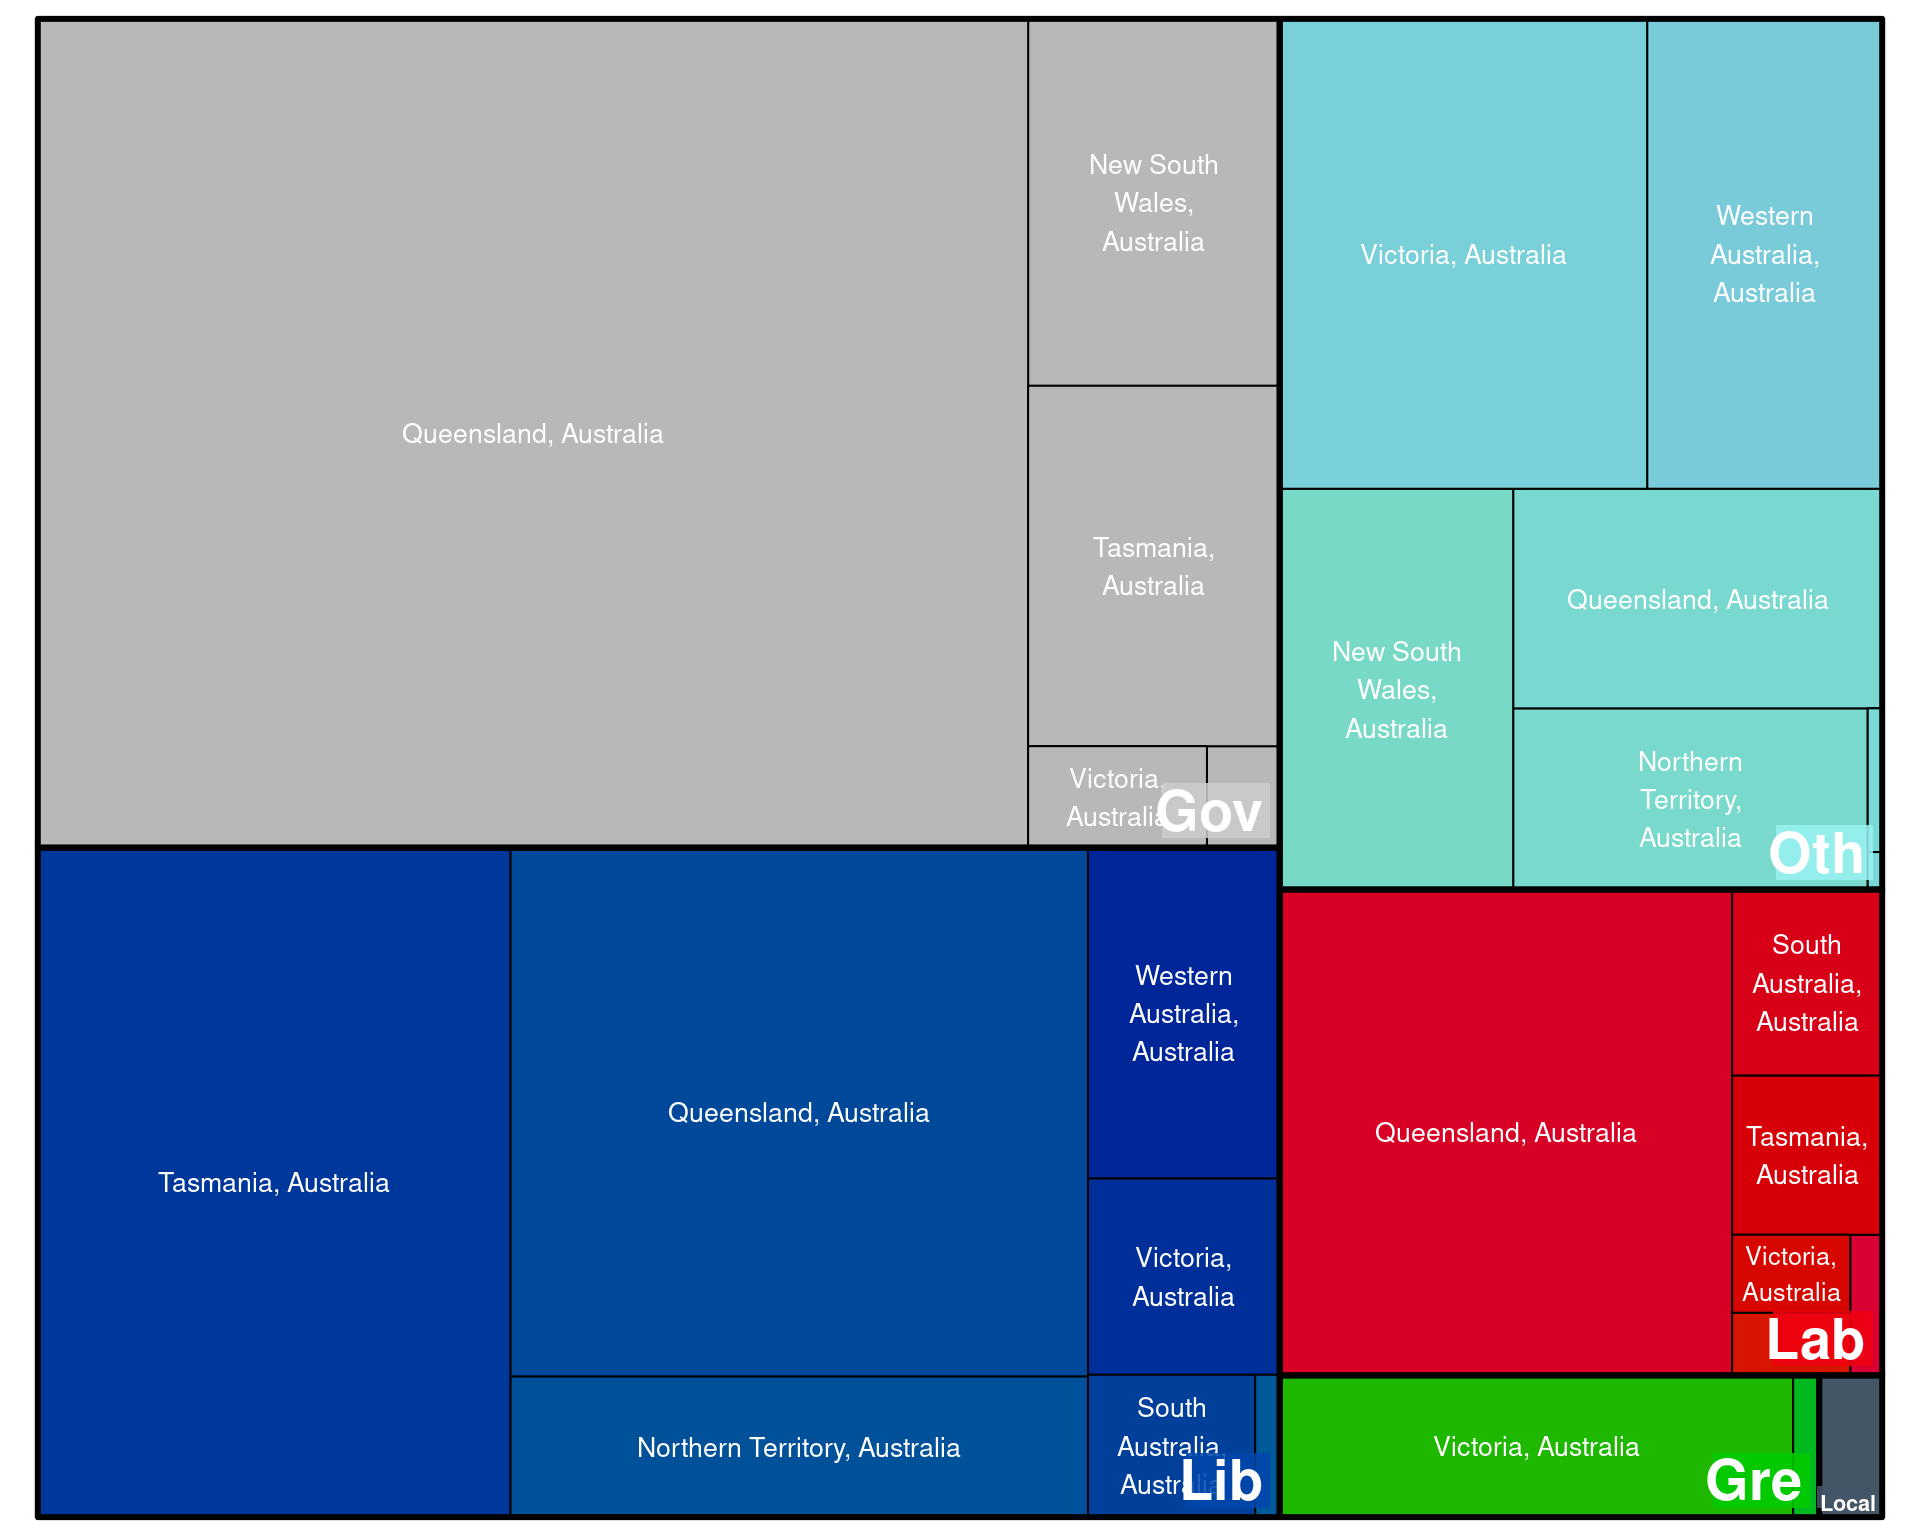 Queensland, Australia
New South
Wales,
Australia
Tasmania,
Australia
Victoria,
Australia
Gov
Victoria, Australia
Western
Australia,
Australia
New South
Wales,
Australia
Queensland, Australia
Northern
Territory,
Australia
Oth
Tasmania, Australia
Queensland, Australia
Northern Territory, Australia
Western
Australia,
Australia
Victoria,
Australia
South
Australia,
Australia
Lib
Queensland, Australia
South
Australia,
Australia
Tasmania,
Australia
Victoria,
Australia
Lab
Victoria, Australia
Gre
Local